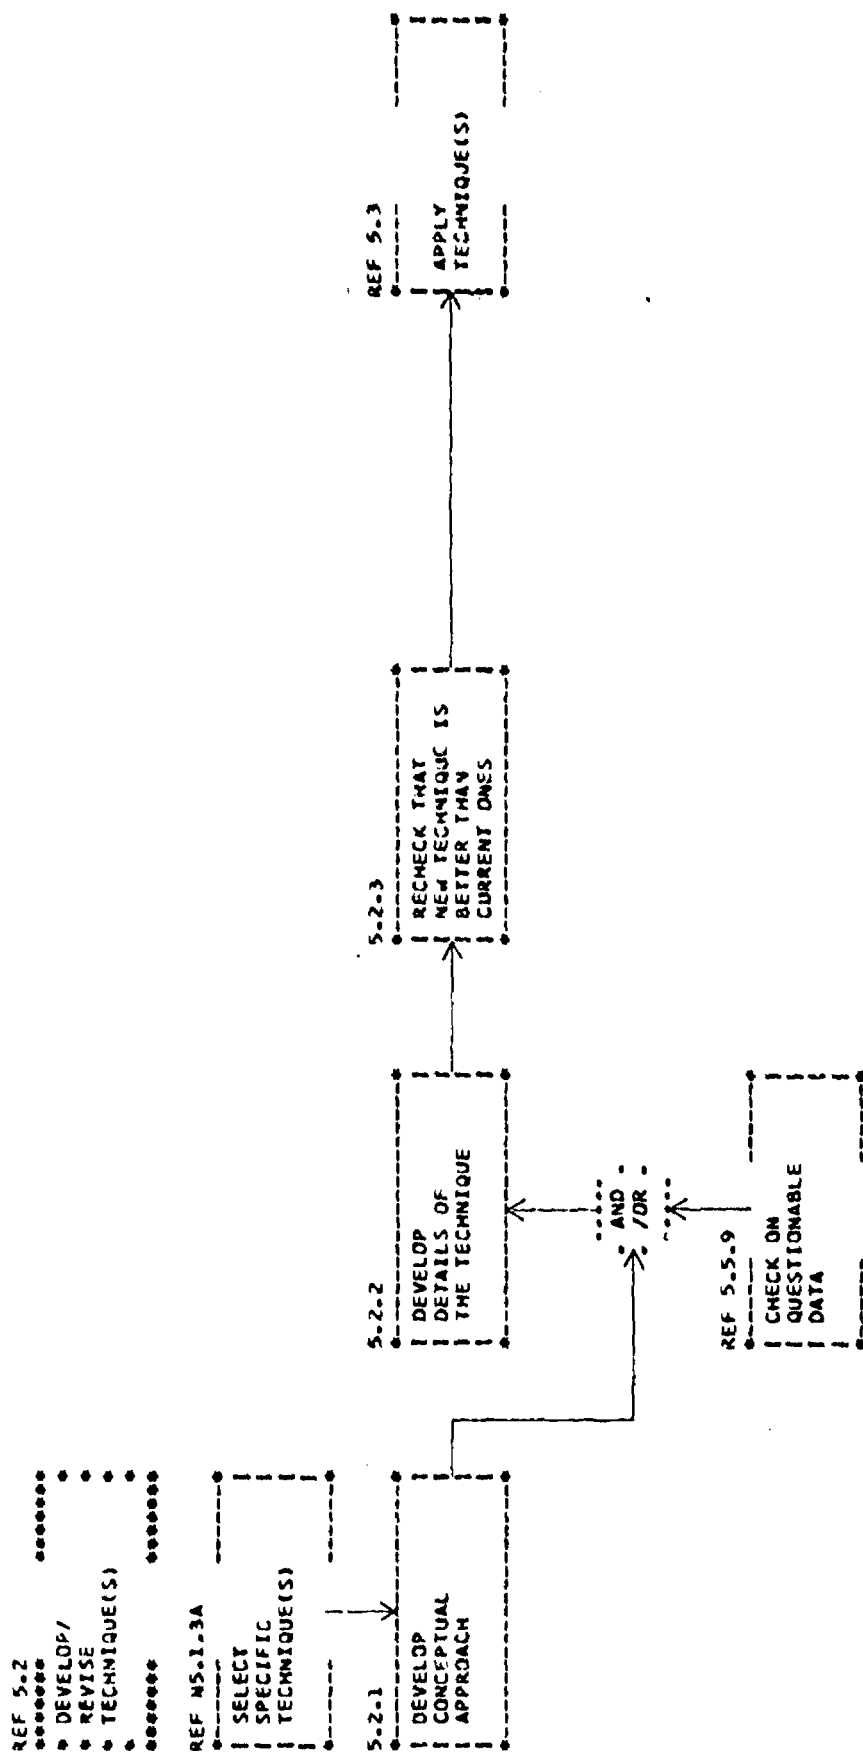 REF 5.2
DEVELOP/
REVISE
TECHNIQUE(S)
REF N5.1.3A
SELECT
SPECIFIC
TECHNIQUE(S)
5.2.1
DEVELOP
CONCEPTUAL
APPROACH
5.2.2
DEVELOP
DETAILS OF
THE TECHNIQUE
AND
/OR
REF 5.5.9
CHECK ON
QUESTIONABLE
DATA
5.2.3
RECHECK THAT
NEW TECHNIQUE IS
BETTER THAN
CURRENT ONES
REF 5.3
APPLY
TECHNIQUE(S)